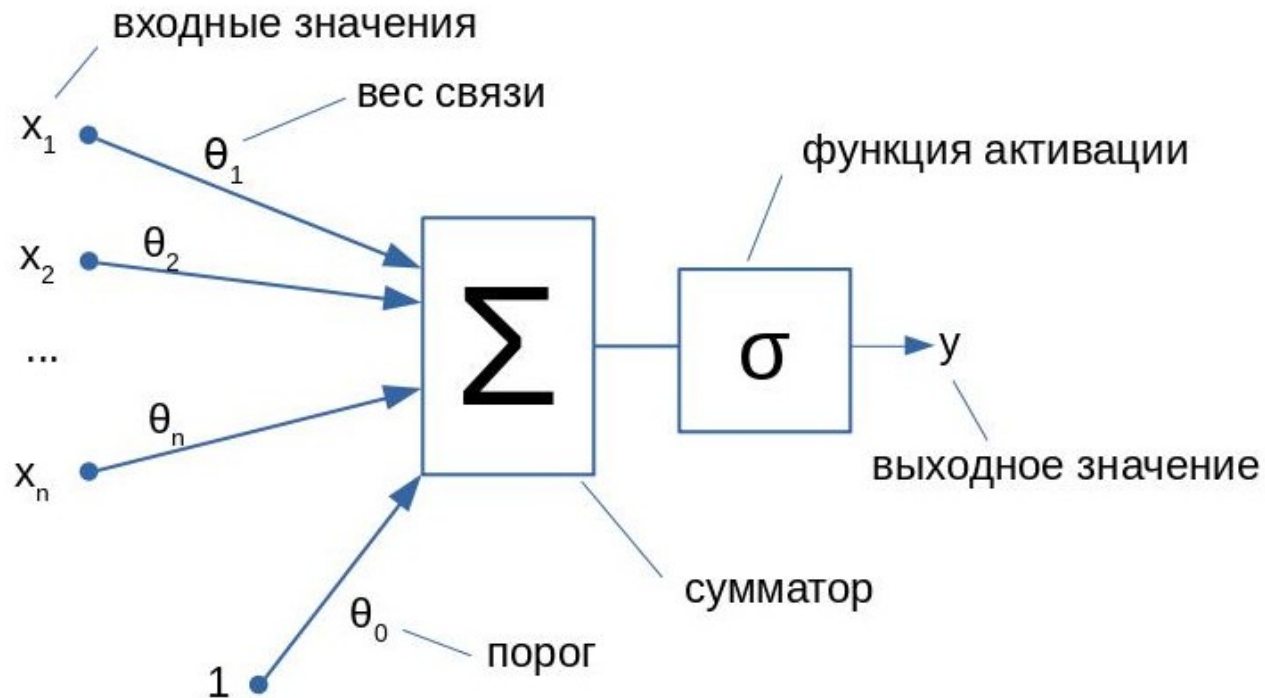 входные значения
вес связи
x₁
θ₁
функция активации
x₂
θ₂
Σ
σ
y
...
θₙ
xₙ
выходное значение
сумматор
θ₀
порог
1